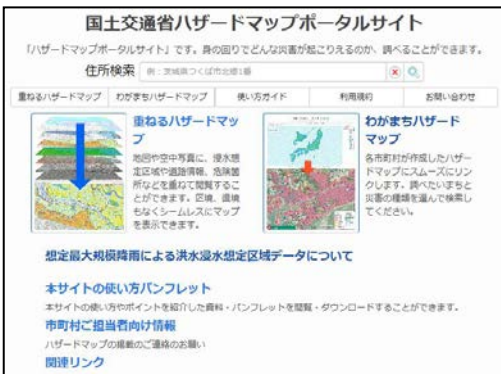 国土交通省ハザードマップポータルサイト
「ハザードマップポータルサイト」です。身の回りでどんな災害が起こりえるのか、調べることができます。
住所検索 例：茨城県つくば市北郷1番
重ねるハザードマップ わがまちハザードマップ 使い方ガイド 利用規約 お問い合わせ
重ねるハザードマッ
プ
地図や空中写真に、浸水想
定区域や道路情報、危険箇
所などを重ねて閲覧するこ
とができます。区境、県境
もなくシームレスにマップ
を表示できます。
わがまちハザード
マップ
各市町村が作成したハザー
ドマップにスムーズにリン
クします。調べたいまちと
災害の種類を選んで検索し
てください。
想定最大規模降雨による洪水浸水想定区域データについて
本サイトの使い方パンフレット
本サイトの使い方やポイントを紹介した資料・パンフレットを閲覧・ダウンロードすることができます。
市町村ご担当者向け情報
ハザードマップの掲載のご連絡のお願い
関連リンク